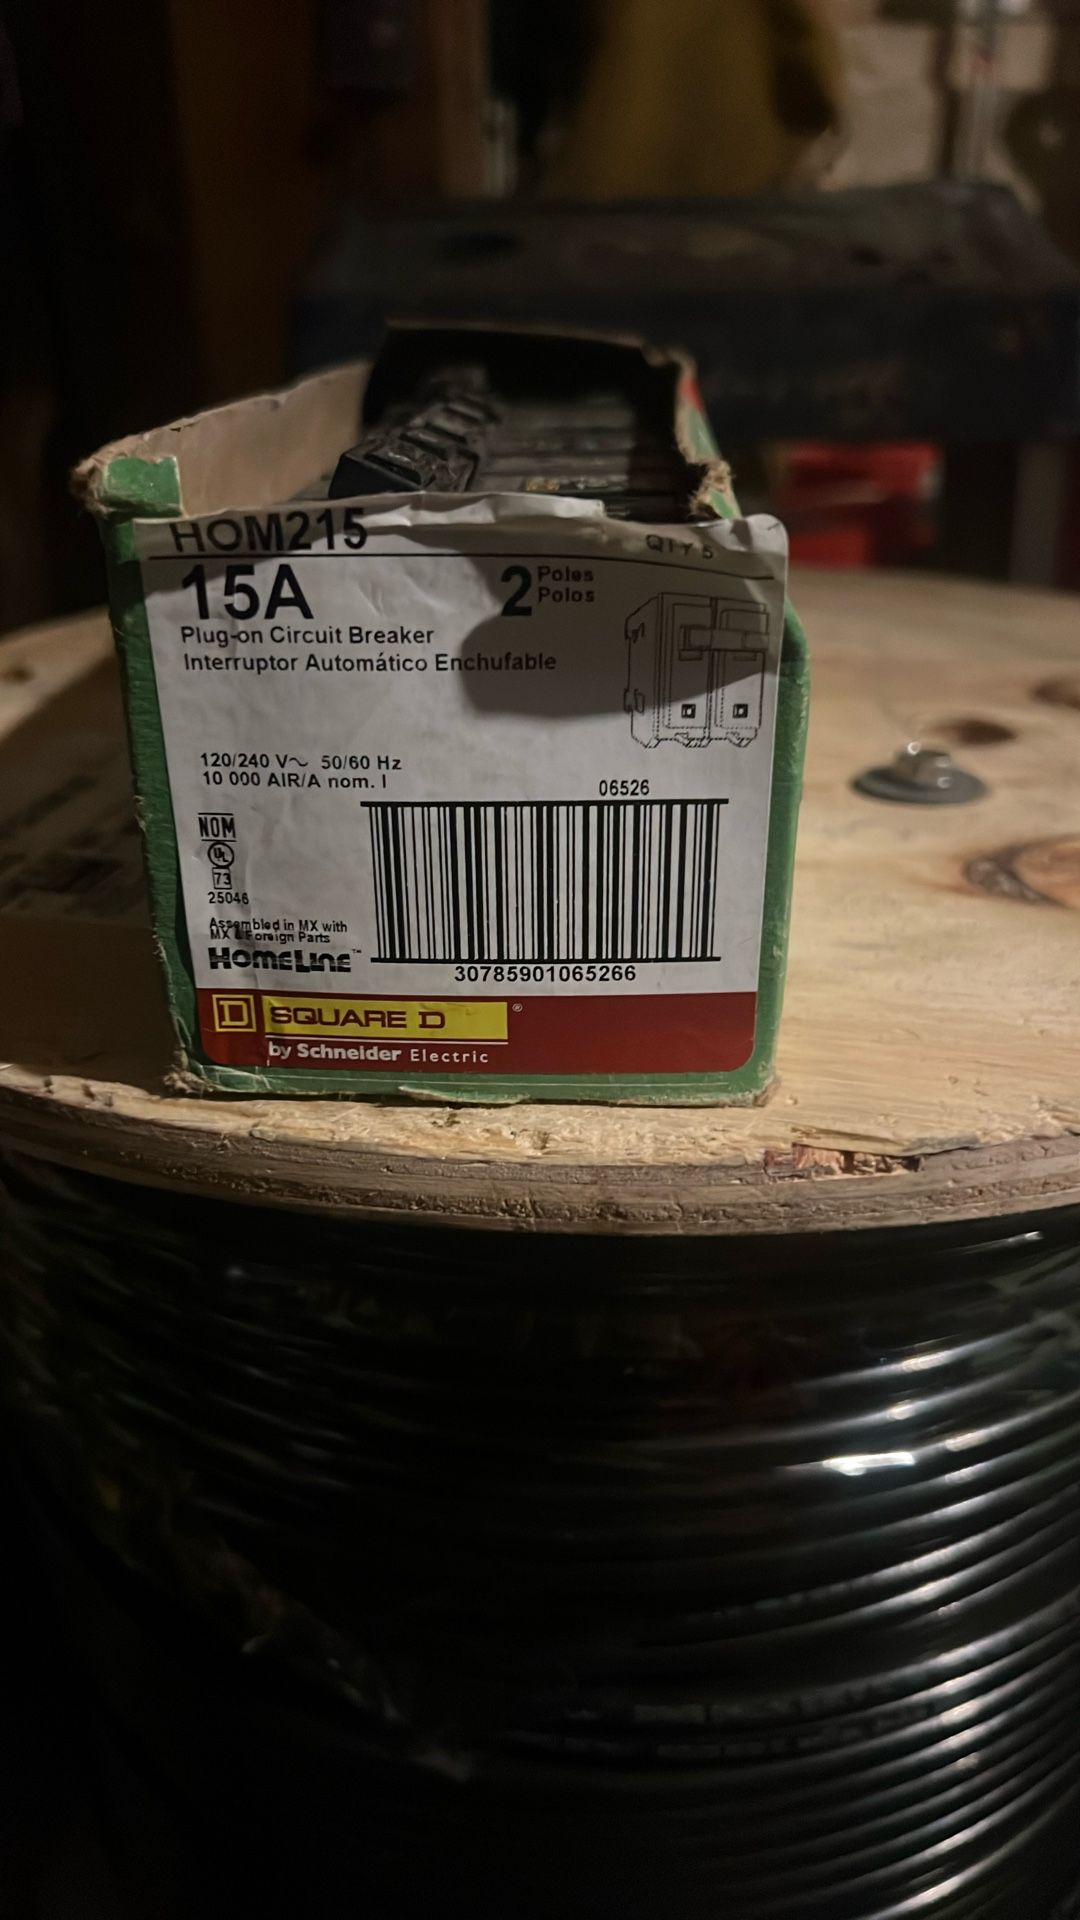 HOM215
QTY 5
15A
2 Poles
Polos
Plug-on Circuit Breaker
Interruptor Automático Enchufable
120/240 V~ 50/60 Hz
10 000 AIR/A nom. I
06526
NOM
UL
73
25046
Assembled in MX with
MX & Foreign Parts
HOMELINE™
30785901065266
D SQUARE D®
by Schneider Electric